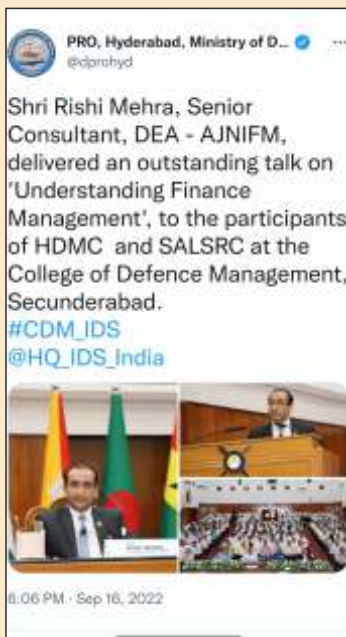 PRO, Hyderabad, Ministry of D...
@dprohyd
Shri Rishi Mehra, Senior
Consultant, DEA - AJNIFM,
delivered an outstanding talk on
'Understanding Finance
Management', to the participants
of HDMC and SALSRC at the
College of Defence Management,
Secunderabad.
#CDM_IDS
@HQ_IDS_India
6:06 PM · Sep 16, 2022